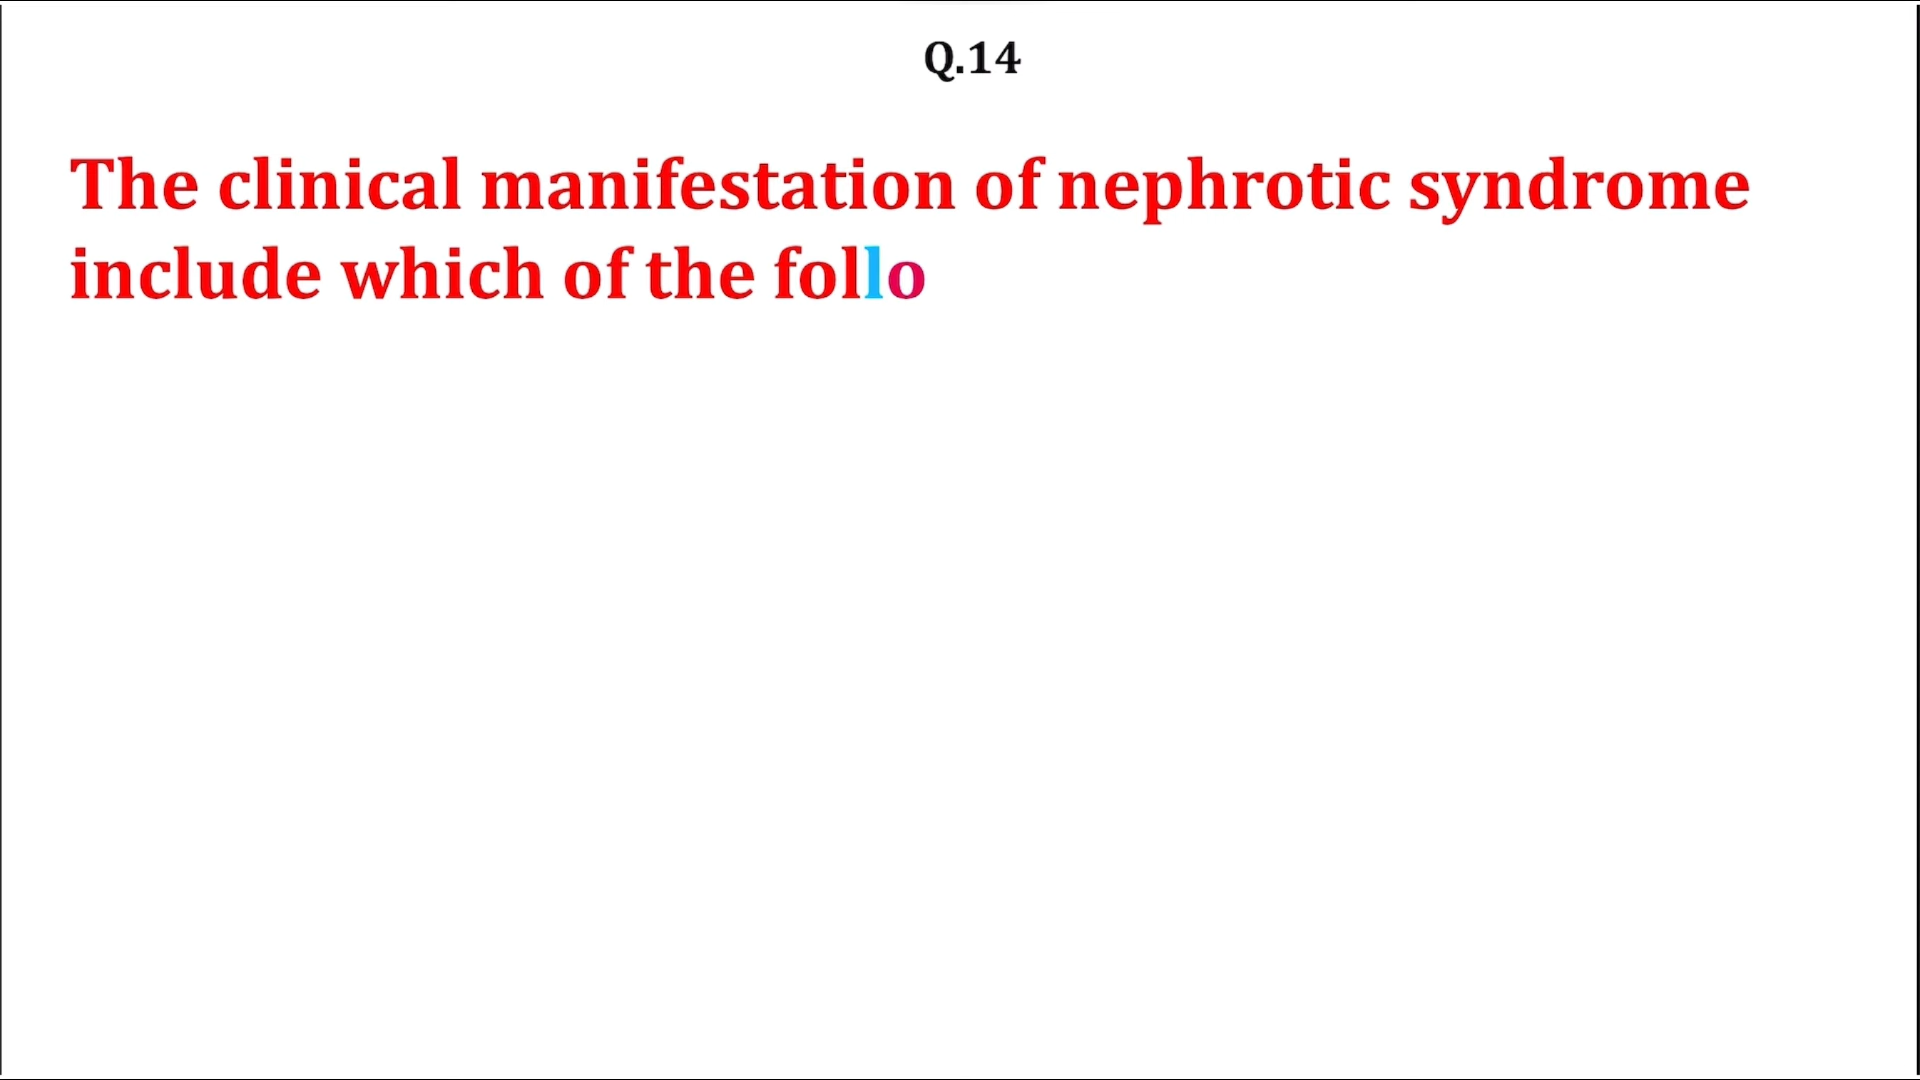 Q.14
The clinical manifestation of nephrotic syndrome
include which of the follo